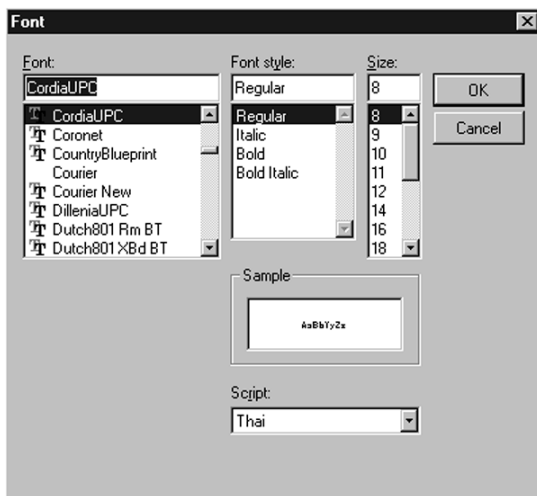 Font
Font: Font style: Size:
CordiaUPC Regular 8 OK
CordiaUPC Regular 8 Cancel
Coronet Italic 9
CountryBlueprint Bold 10
Courier Bold Italic 11
Courier New 12
DilleniaUPC 14
Dutch801 Rm BT 16
Dutch801 XBd BT 18
Sample
AaBbYyZz
Script:
Thai